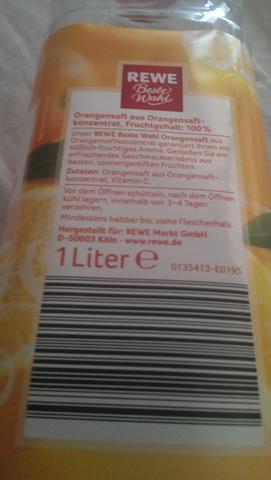 REWE
Beste
Wahl
Orangensaft aus Orangensaft-
konzentrat, Fruchtgehalt: 100 %
Unser REWE Beste Wahl Orangensaft aus
Orangensaftkonzentrat garantiert Ihnen ein
süßlich-fruchtiges Aroma. Genießen Sie ein
erfrischendes Geschmackserlebnis aus
besten, sonnengereiften Früchten.
Zutaten: Orangensaft aus Orangensaft-
konzentrat, Vitamin C.
Vor dem Öffnen schütteln, nach dem Öffnen
kühl lagern, innerhalb von 3-4 Tagen
verzehren.
Mindestens haltbar bis: siehe Flaschenhals.
Hergestellt für: REWE Markt GmbH
D-50603 Köln · www.rewe.de
1 Liter e
0135413-E0195